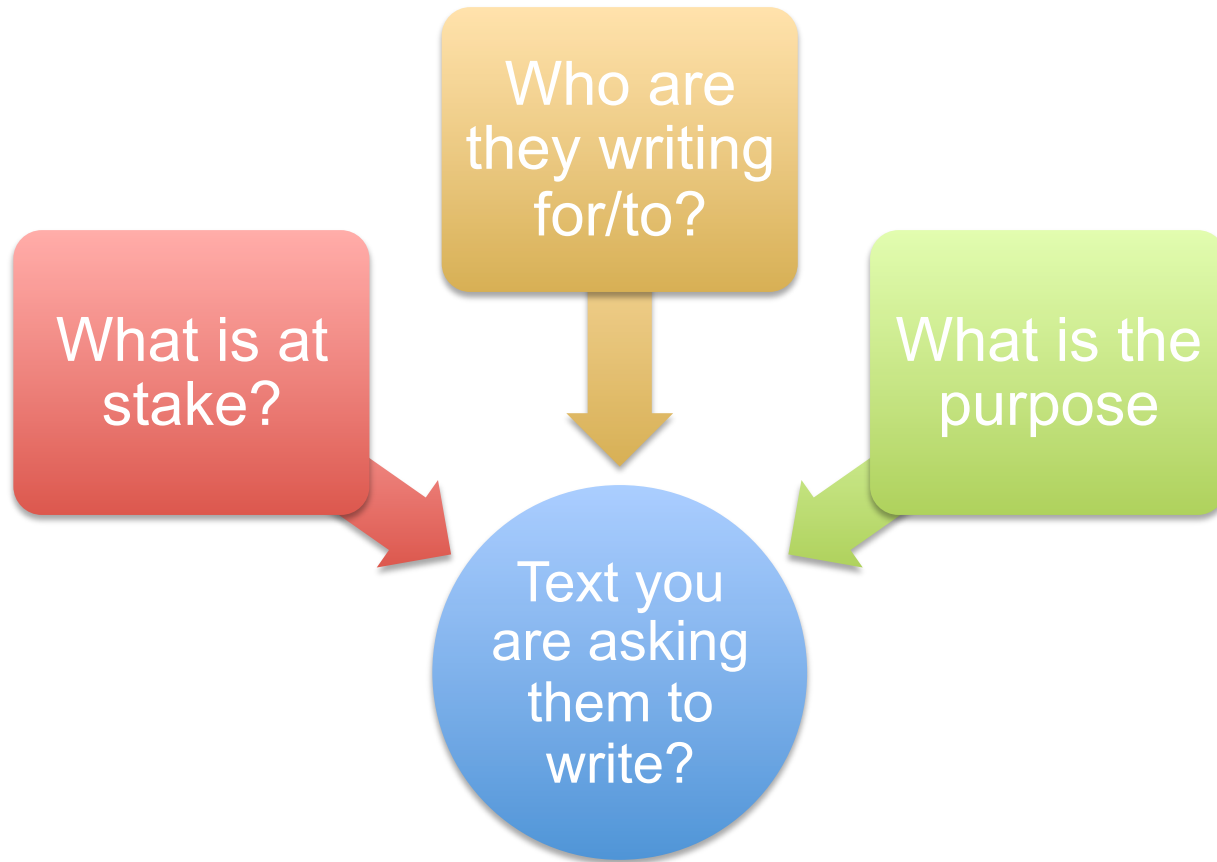 Who are
they writing
for/to?
What is at
stake?
What is the
purpose
Text you
are asking
them to
write?